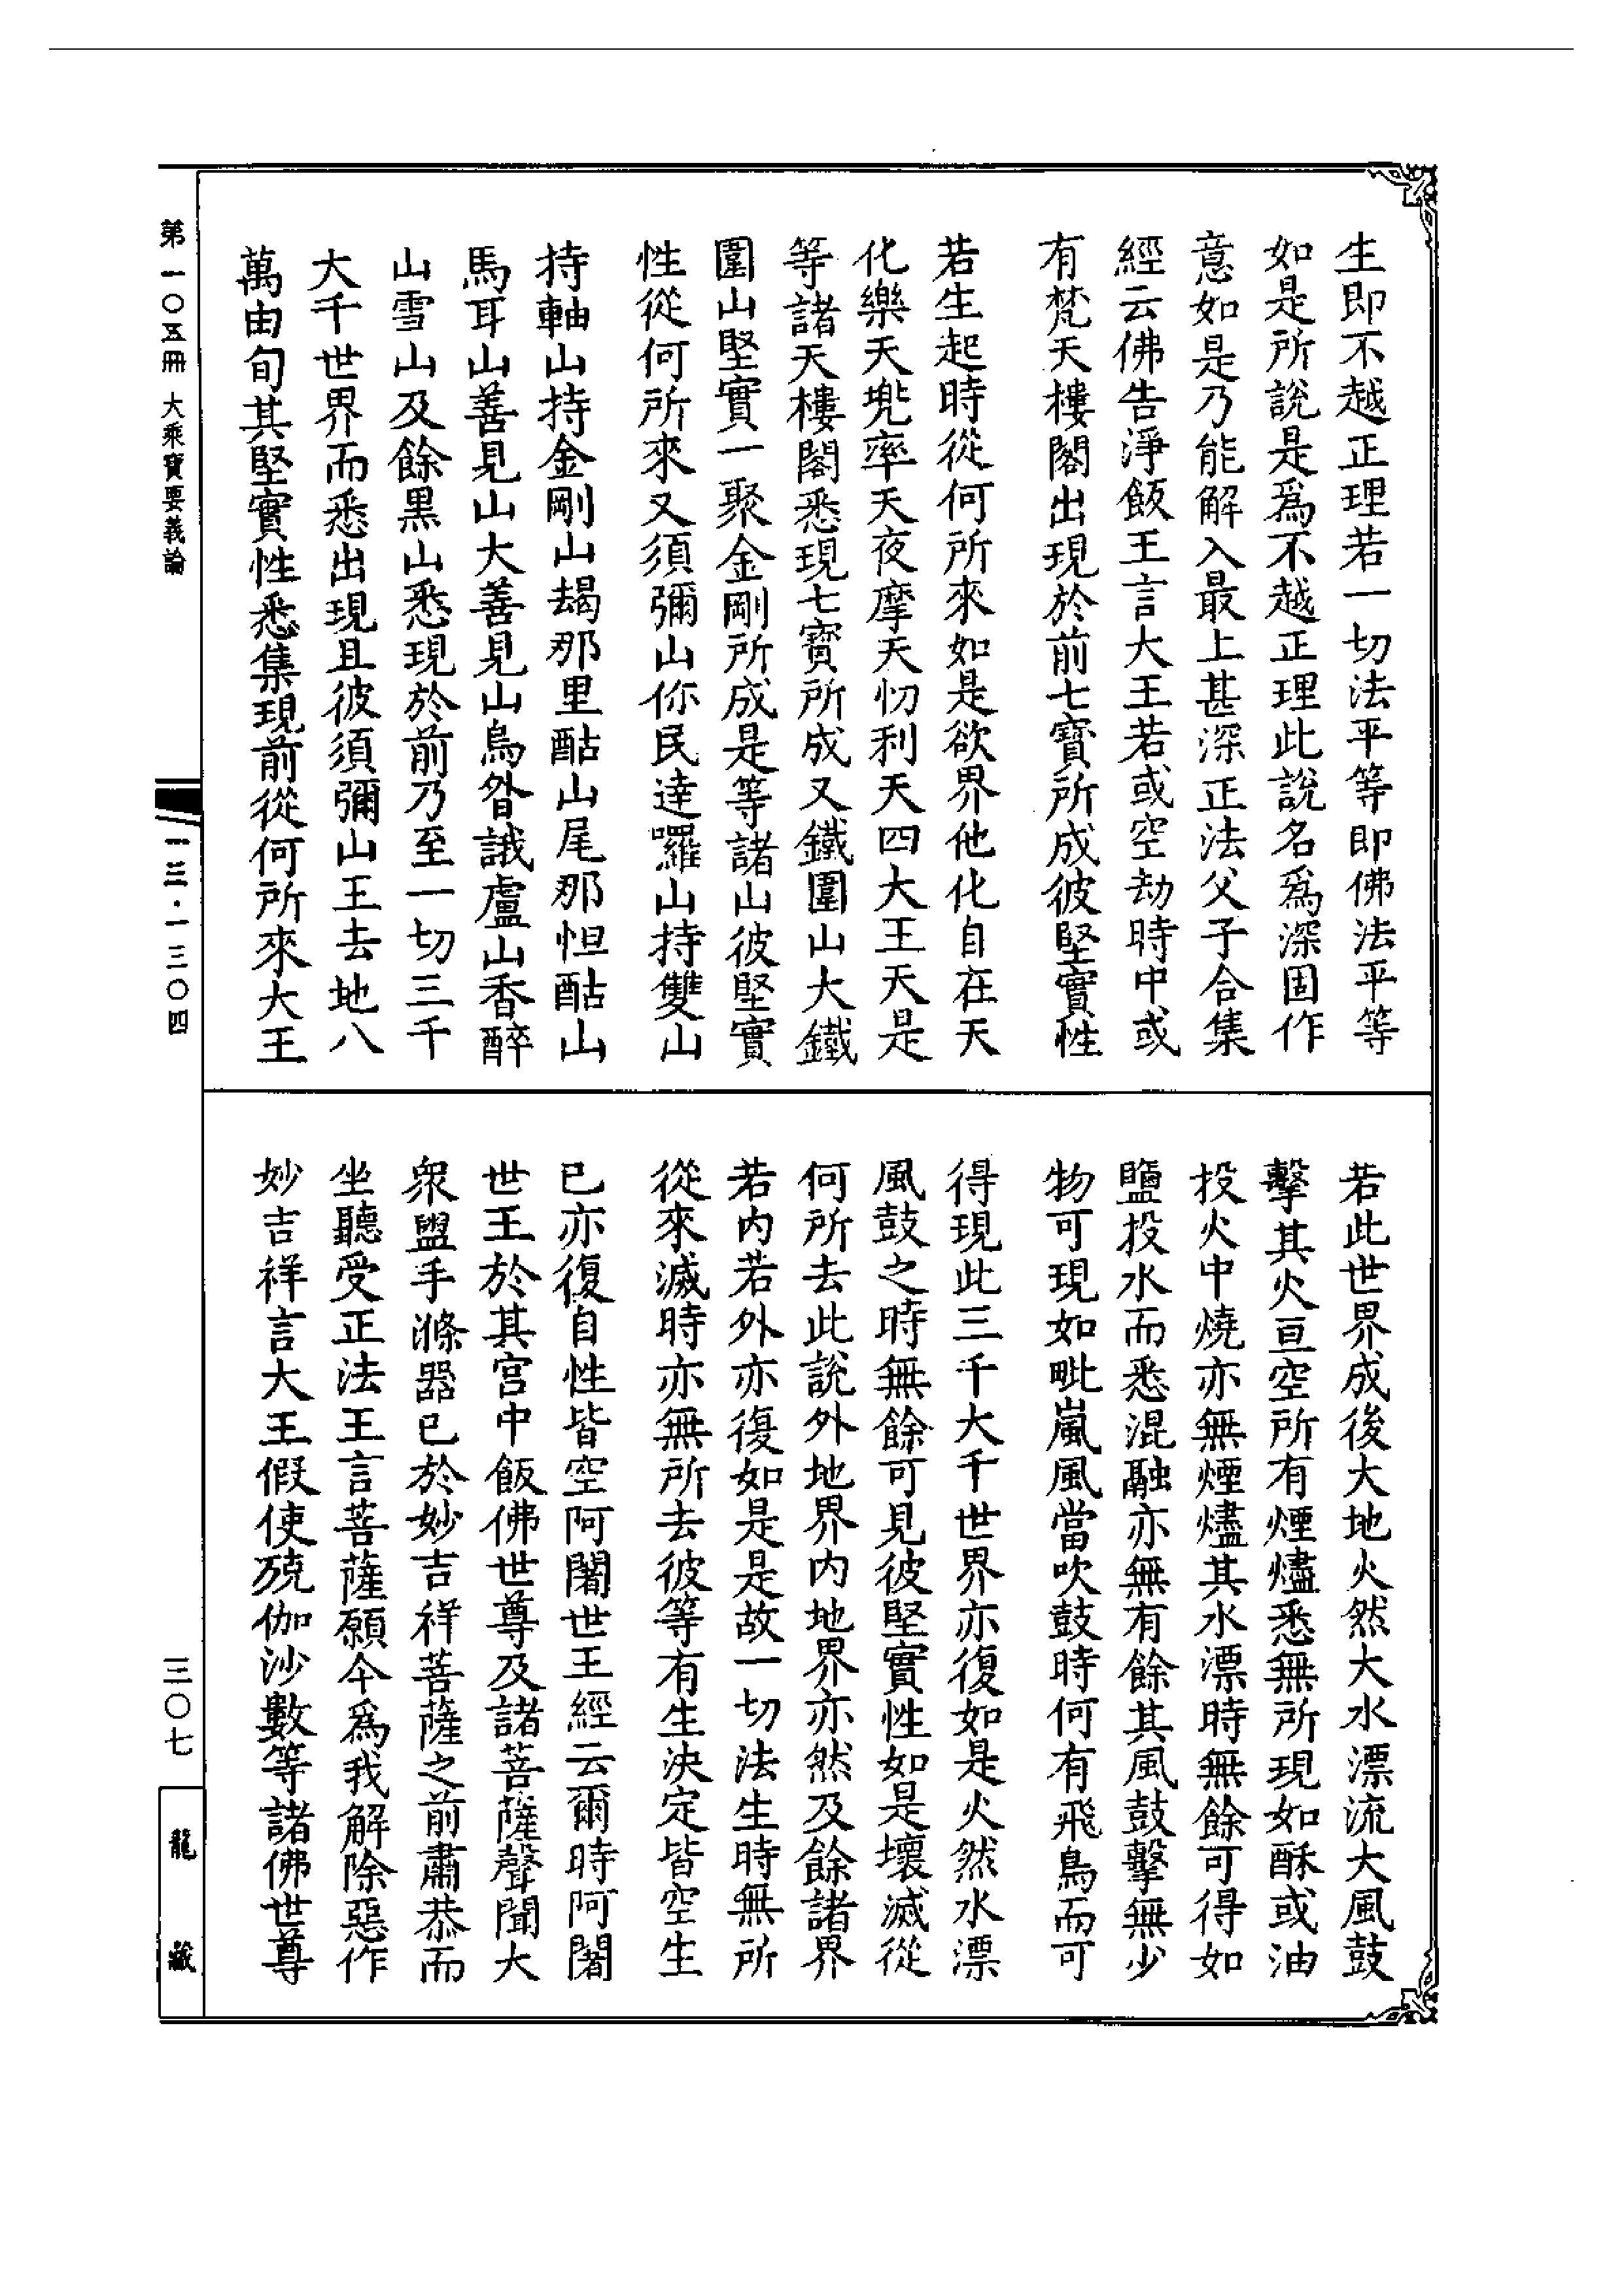 生即不越正理若一切法平等即佛法平等
如是所說是為不越正理此說名為深固作
意如是乃能解入最上甚深正法父子合集
經云佛告淨飯王言大王若或空劫時中或
有梵天樓閣出現於前七寶所成彼堅實性
若生起時從何所來如是欲界他化自在天
化樂天兠率天夜摩天忉利天四大王天是
等諸天樓閣悉現七寶所成又鐵圍山大鐵
圍山堅實一聚金剛所成是等諸山彼堅實
性從何所來又須彌山你民達囉山持雙山
持軸山持金剛山朅那里酤山尾那怛酤山
馬耳山善見山大善見山烏昝誐盧山香醉
山雪山及餘黑山悉現於前乃至一切三千
大千世界而悉出現且彼須彌山王去地八
萬由旬其堅實性悉集現前從何所來大王
若此世界成後大地火然大水漂流大風鼓
擊其火亘空所有煙燼悉無所現如酥或油
投火中燒亦無煙燼其水漂時無餘可得如
鹽投水而悉混融亦無有餘其風鼓擊無少
物可現如毗嵐風當吹鼓時何有飛鳥而可
得現此三千大千世界亦復如是火然水漂
風鼓之時無餘可見彼堅實性如是壞滅從
何所去此說外地界內地界亦然及餘諸界
若內若外亦復如是是故一切法生時無所
從來滅時亦無所去彼等有生決定皆空生
已亦復自性皆空阿闍世王經云爾時阿闍
世王於其宮中飯佛世尊及諸菩薩聲聞大
衆盥手滌器已於妙吉祥菩薩之前肅恭而
坐聽受正法王言菩薩願今為我解除惡作
妙吉祥言大王假使殑伽沙數等諸佛世尊
第一〇五冊 大乘寶要義論
一三·一三〇四
三〇七
龍藏